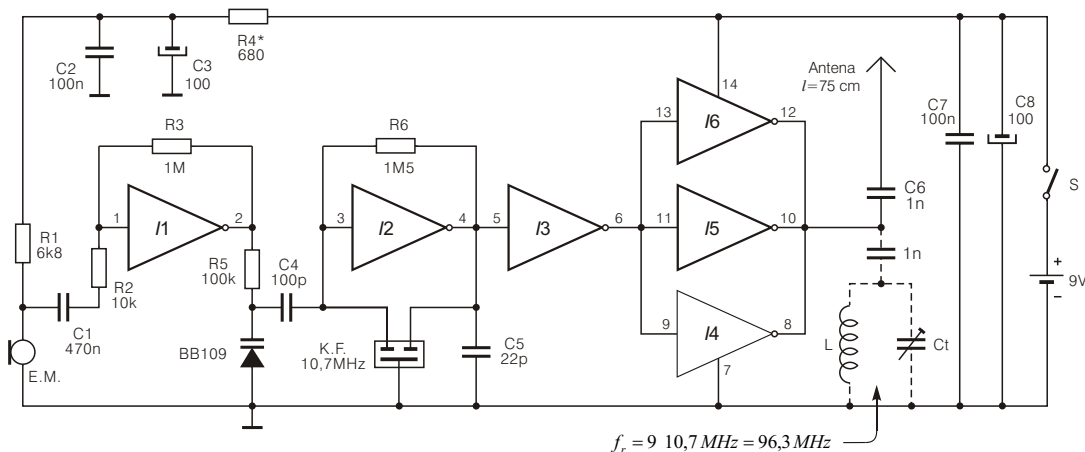 C2
100n
C3
100
R4*
680
14
Antena
l=75 cm
C7
100n
C8
100
S
+
9V
–
R3
1M
1
I1
2
R1
6k8
R2
10k
C1
470n
E.M.
R5
100k
C4
100p
BB109
R6
1M5
3
I2
4
K.F.
10,7MHz
C5
22p
5
I3
6
13
I6
12
11
I5
10
9
I4
8
7
C6
1n
1n
L
Ct
f_r = 9 10,7 MHz = 96,3 MHz